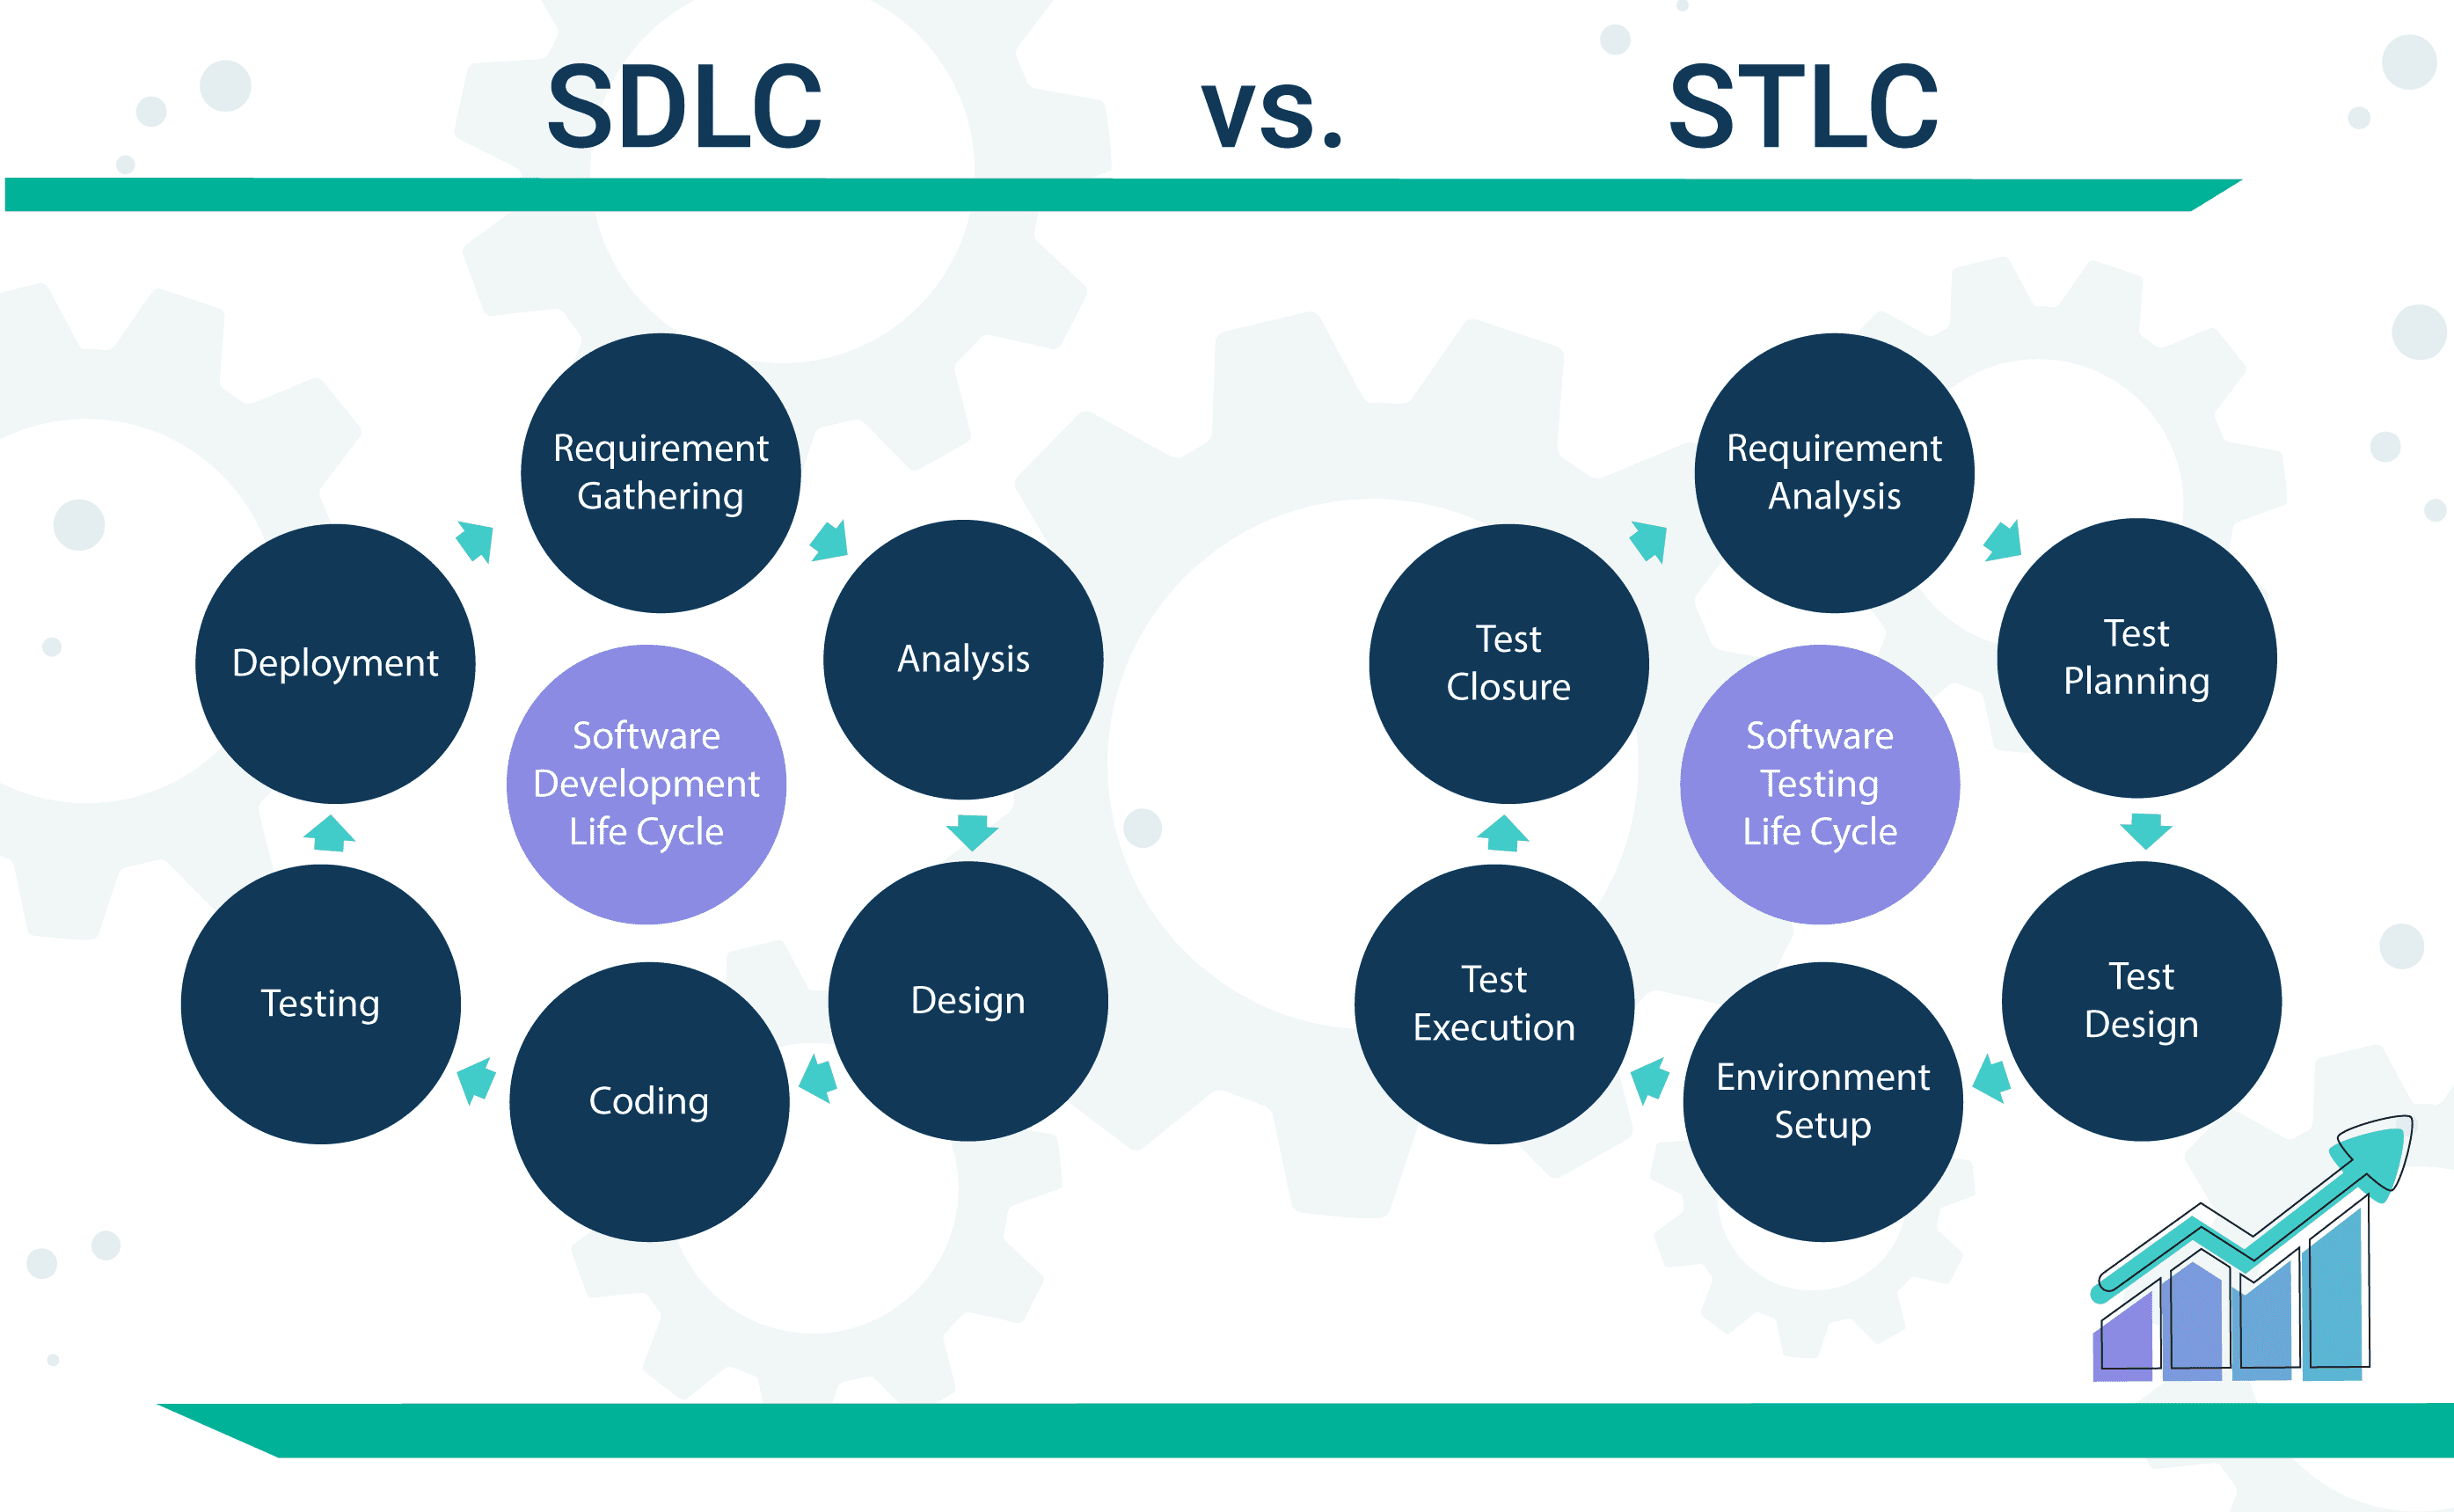 SDLC vs. STLC
Requirement
Gathering
Analysis
Design
Coding
Testing
Deployment
Software
Development
Life Cycle
Requirement
Analysis
Test
Planning
Test
Design
Environment
Setup
Test
Execution
Test
Closure
Software
Testing
Life Cycle